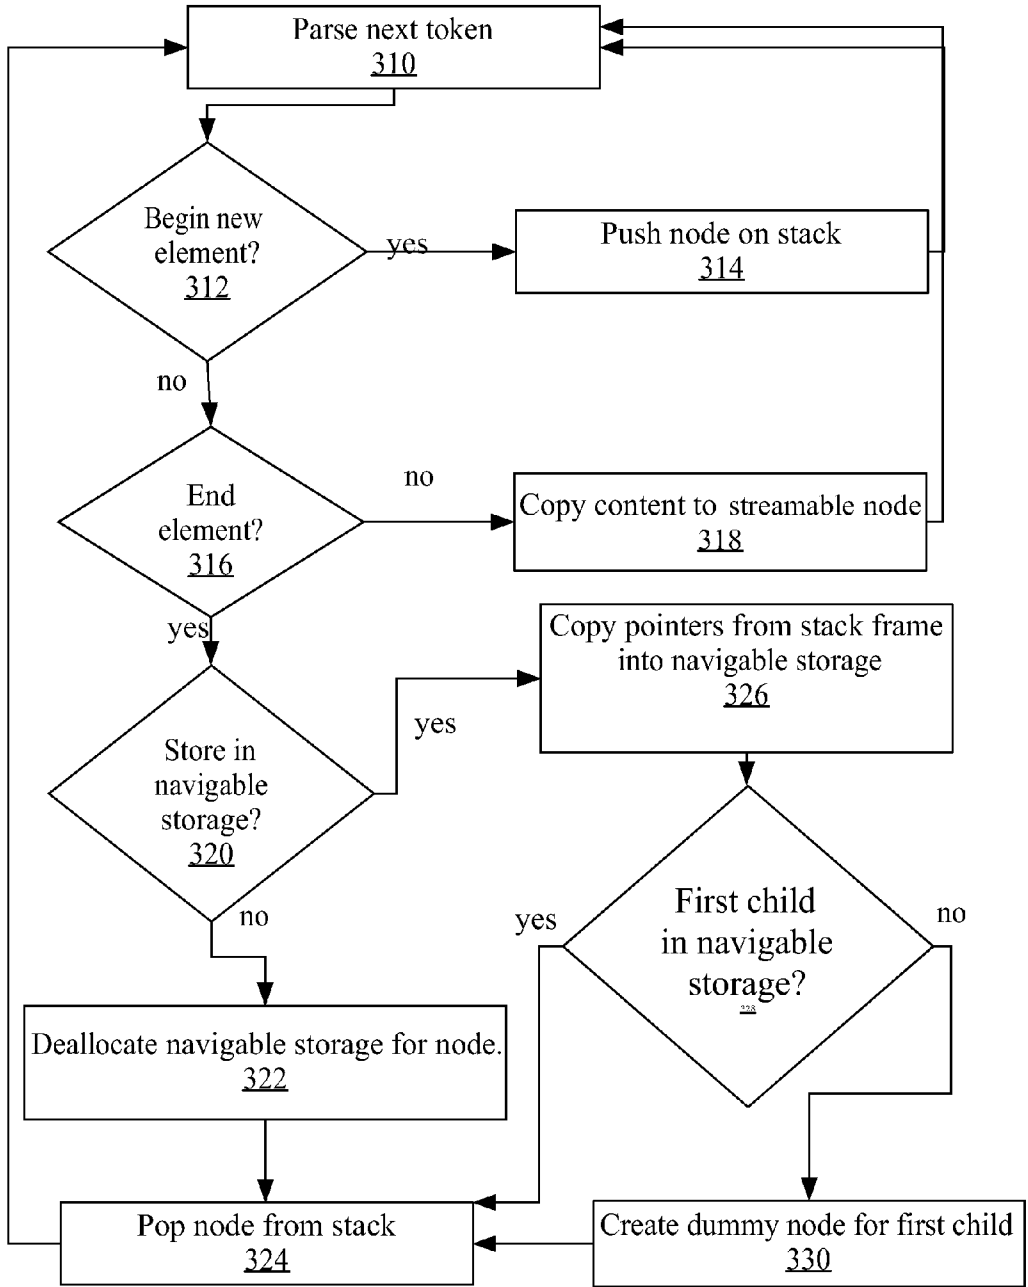 Parse next token
310
Begin new
element?
312
yes
Push node on stack
314
no
End
element?
316
no
Copy content to streamable node
318
yes
Copy pointers from stack frame
into navigable storage
326
Store in
navigable
storage?
320
yes
First child
in navigable
storage?
328
yes
no
no
Deallocate navigable storage for node.
322
Pop node from stack
324
Create dummy node for first child
330